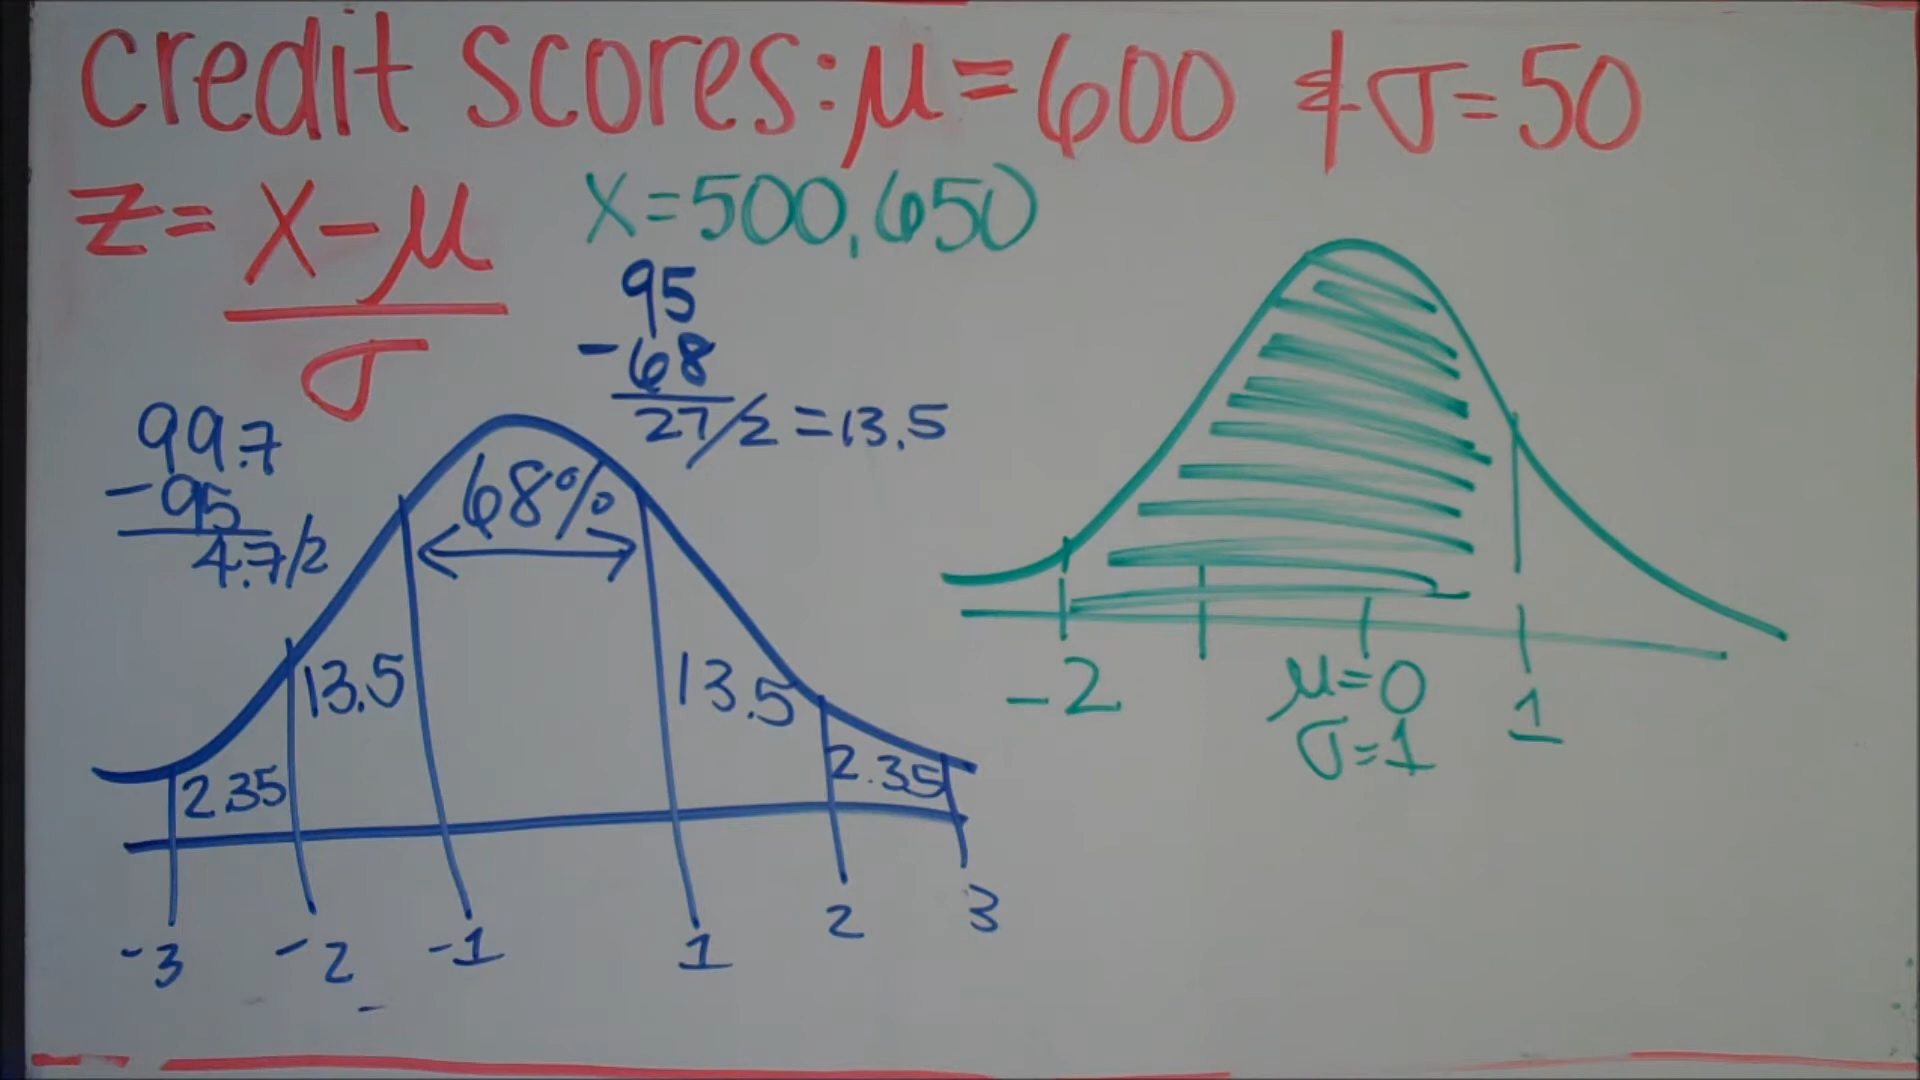 credit scores: μ = 600 & σ = 50
z = x - μ
σ
x = 500, 650
95
- 68
27/2 = 13.5
99.7
- 95
4.7/2
68%
13.5
13.5
2.35
2.35
-3
-2
-1
1
2
3
-2
μ = 0
σ = 1
1